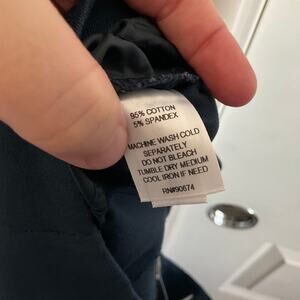 95% COTTON
5% SPANDEX
MACHINE WASH COLD
SEPARATELY
DO NOT BLEACH
TUMBLE DRY MEDIUM
COOL IRON IF NEED
RN#90674